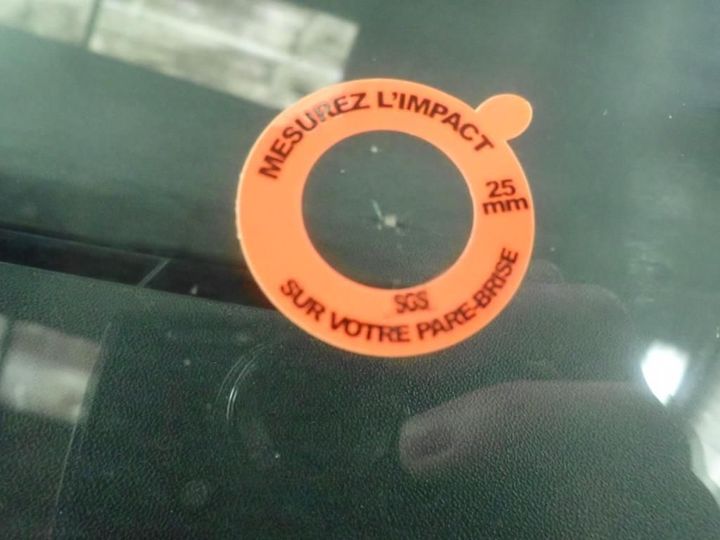 MESUREZ L'IMPACT
25
mm
SGS
SUR VOTRE PARE-BRISE